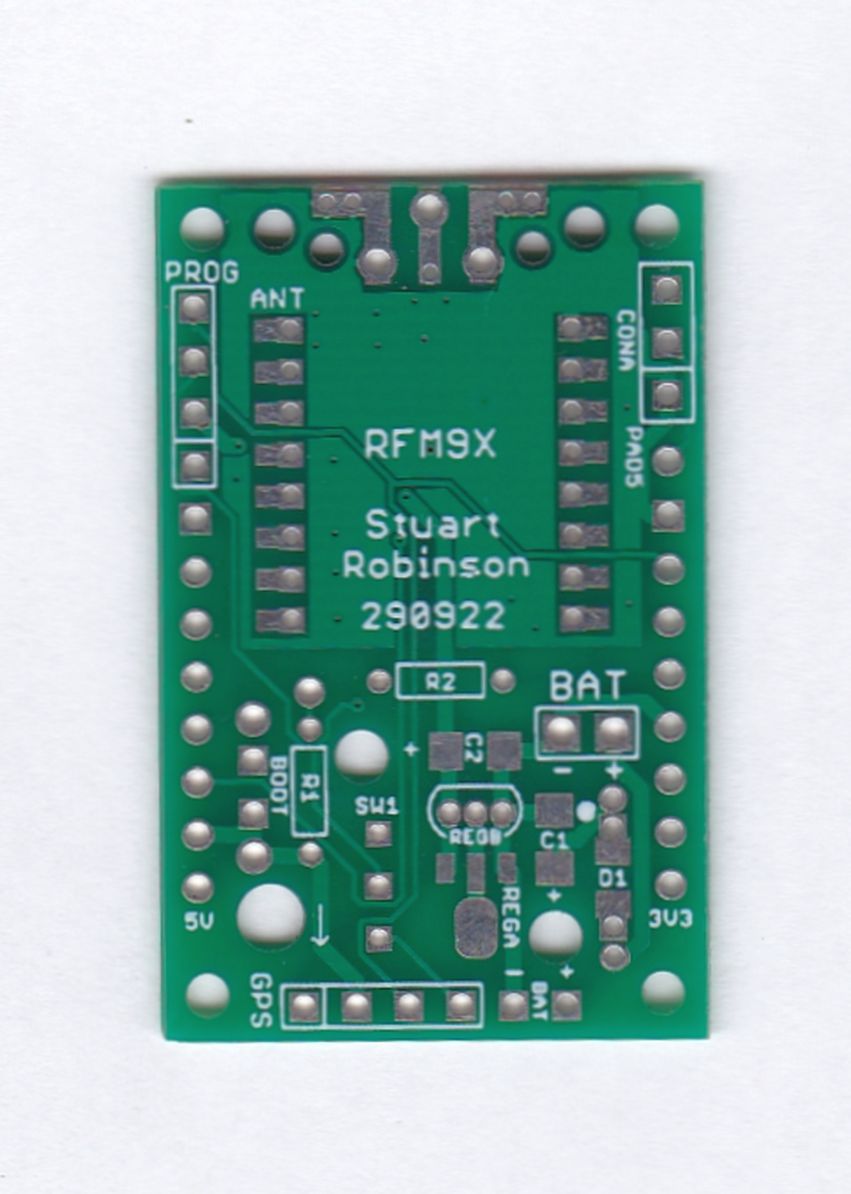 PROG
ANT
CONA
RFM9X
PAD5
Stuart
Robinson
290922
R2
BAT
- +
+ C2
BOOT
R1
SW1
REGB
C1
+
D1
REGA
5V
3V3
- +
GPS
BAT